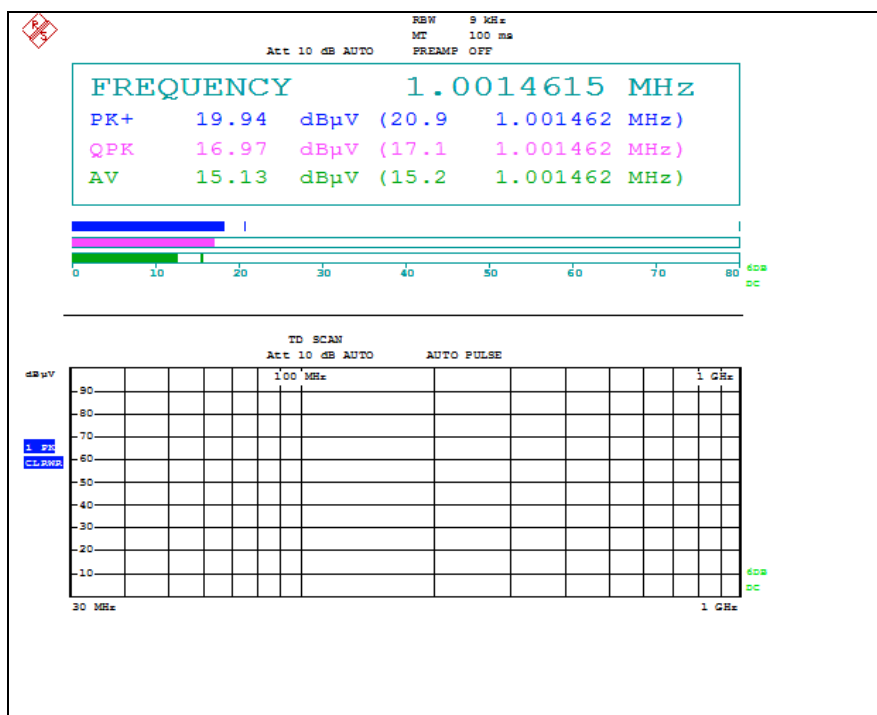 R S
RBW 9 kHz
MT 100 ms
Att 10 dB AUTO PREAMP OFF
FREQUENCY 1.0014615 MHz
PK+ 19.94 dBµV (20.9 1.001462 MHz)
QPK 16.97 dBµV (17.1 1.001462 MHz)
AV 15.13 dBµV (15.2 1.001462 MHz)
0 10 20 30 40 50 60 70 80
6DB
DC
TD SCAN
Att 10 dB AUTO AUTO PULSE
dBµV
100 MHz 1 GHz
90
80
70
1 PK
CLRWR
60
50
40
30
20
10
6DB
DC
30 MHz 1 GHz